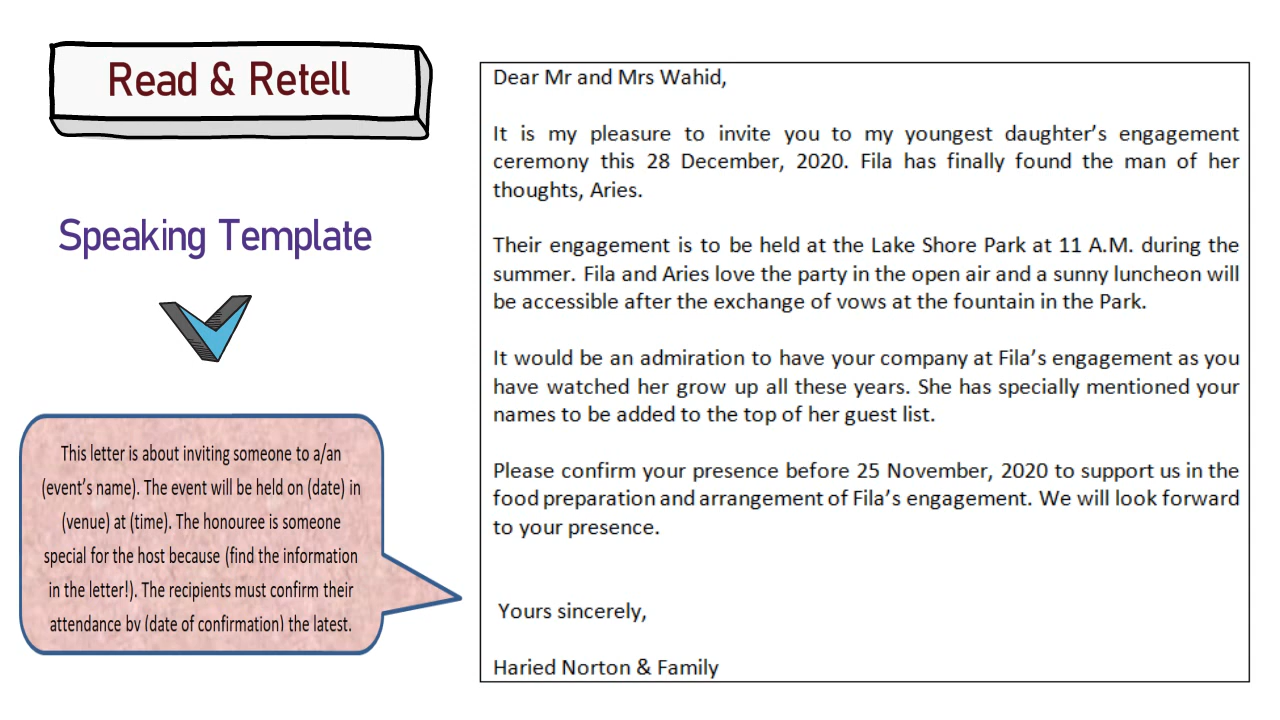 Read & Retell
Speaking Template
This letter is about inviting someone to a/an
(event's name). The event will be held on (date) in
(venue) at (time). The honouree is someone
special for the host because (find the information
in the letter!). The recipients must confirm their
attendance by (date of confirmation) the latest.
Dear Mr and Mrs Wahid,
It is my pleasure to invite you to my youngest daughter's engagement
ceremony this 28 December, 2020. Fila has finally found the man of her
thoughts, Aries.
Their engagement is to be held at the Lake Shore Park at 11 A.M. during the
summer. Fila and Aries love the party in the open air and a sunny luncheon will
be accessible after the exchange of vows at the fountain in the Park.
It would be an admiration to have your company at Fila's engagement as you
have watched her grow up all these years. She has specially mentioned your
names to be added to the top of her guest list.
Please confirm your presence before 25 November, 2020 to support us in the
food preparation and arrangement of Fila's engagement. We will look forward
to your presence.
Yours sincerely,
Haried Norton & Family